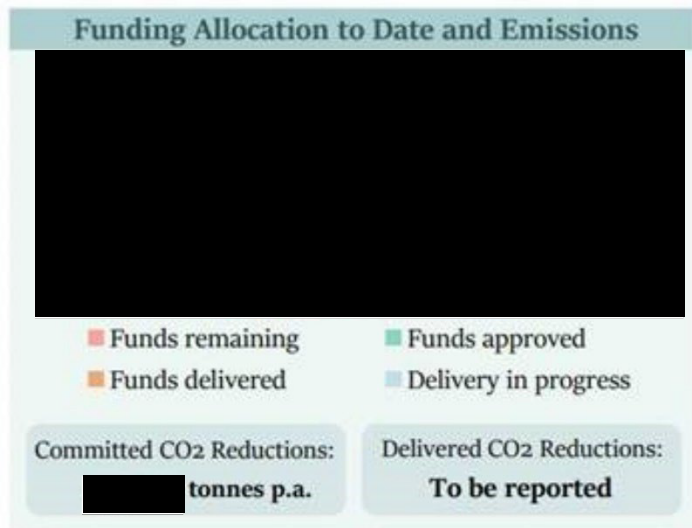 Funding Allocation to Date and Emissions
Funds remaining
Funds approved
Funds delivered
Delivery in progress
Committed CO2 Reductions:
tonnes p.a.
Delivered CO2 Reductions:
To be reported